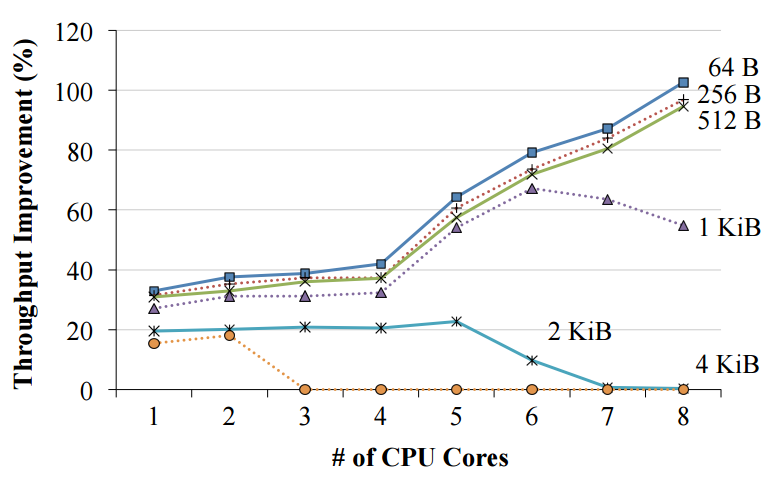 Throughput Improvement (%)
120
100
80
60
40
20
0
64 B
256 B
512 B
1 KiB
2 KiB
4 KiB
1 2 3 4 5 6 7 8
# of CPU Cores